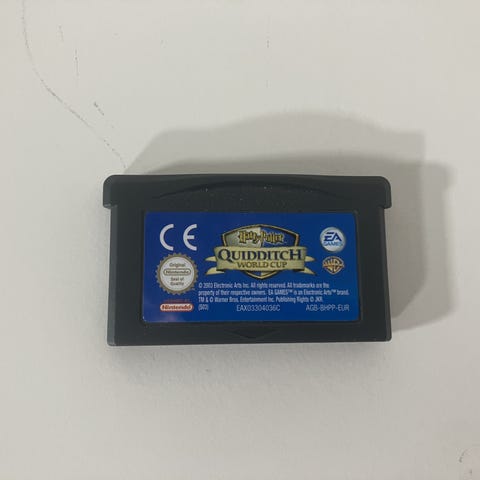 CE
Harry Potter
QUIDDITCH
WORLD CUP
EA
GAMES
Original
Nintendo
Seal of
Quality
WB
© 2003 Electronic Arts Inc. All rights reserved. All trademarks are the
property of their respective owners. EA GAMES™ is an Electronic Arts™ brand.
TM & © Warner Bros. Entertainment Inc. Publishing Rights © JKR.
(S03)
Nintendo
EAX03304036C
AGB-BHPP-EUR